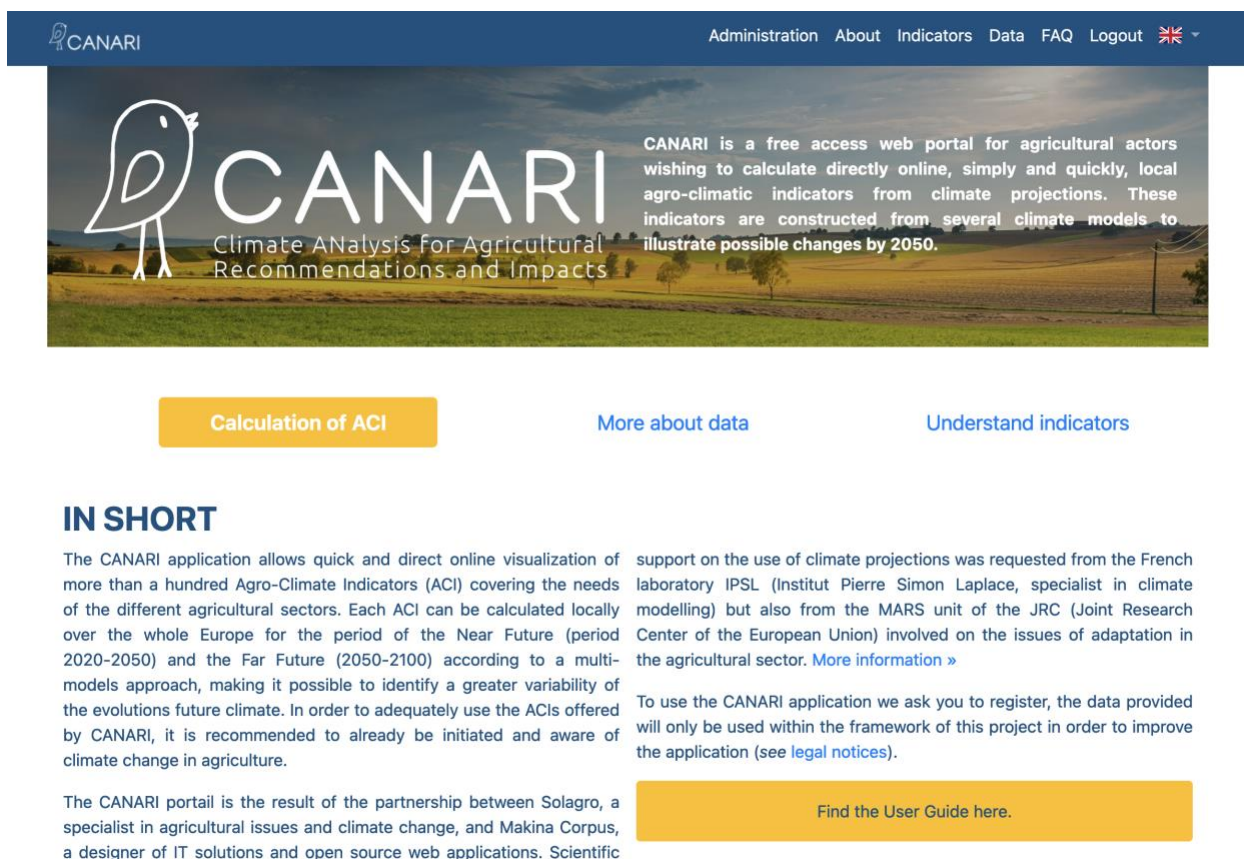 CANARI
Administration About Indicators Data FAQ Logout
CANARI
Climate ANalysis for Agricultural
Recommendations and Impacts
CANARI is a free access web portal for agricultural actors
wishing to calculate directly online, simply and quickly, local
agro-climatic indicators from climate projections. These
indicators are constructed from several climate models to
illustrate possible changes by 2050.
Calculation of ACI
More about data
Understand indicators
IN SHORT
The CANARI application allows quick and direct online visualization of
more than a hundred Agro-Climate Indicators (ACI) covering the needs
of the different agricultural sectors. Each ACI can be calculated locally
over the whole Europe for the period of the Near Future (period
2020-2050) and the Far Future (2050-2100) according to a multi-
models approach, making it possible to identify a greater variability of
the evolutions future climate. In order to adequately use the ACIs offered
by CANARI, it is recommended to already be initiated and aware of
climate change in agriculture.
The CANARI portail is the result of the partnership between Solagro, a
specialist in agricultural issues and climate change, and Makina Corpus,
a designer of IT solutions and open source web applications. Scientific
support on the use of climate projections was requested from the French
laboratory IPSL (Institut Pierre Simon Laplace, specialist in climate
modelling) but also from the MARS unit of the JRC (Joint Research
Center of the European Union) involved on the issues of adaptation in
the agricultural sector. More information »
To use the CANARI application we ask you to register, the data provided
will only be used within the framework of this project in order to improve
the application (see legal notices).
Find the User Guide here.